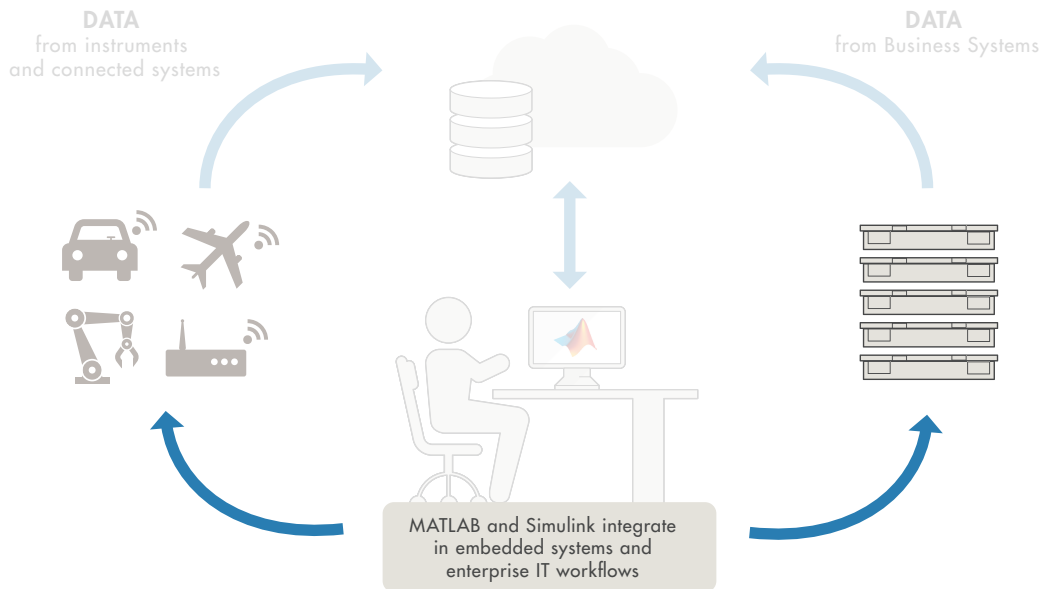 DATA
from instruments
and connected systems
DATA
from Business Systems
MATLAB and Simulink integrate
in embedded systems and
enterprise IT workflows